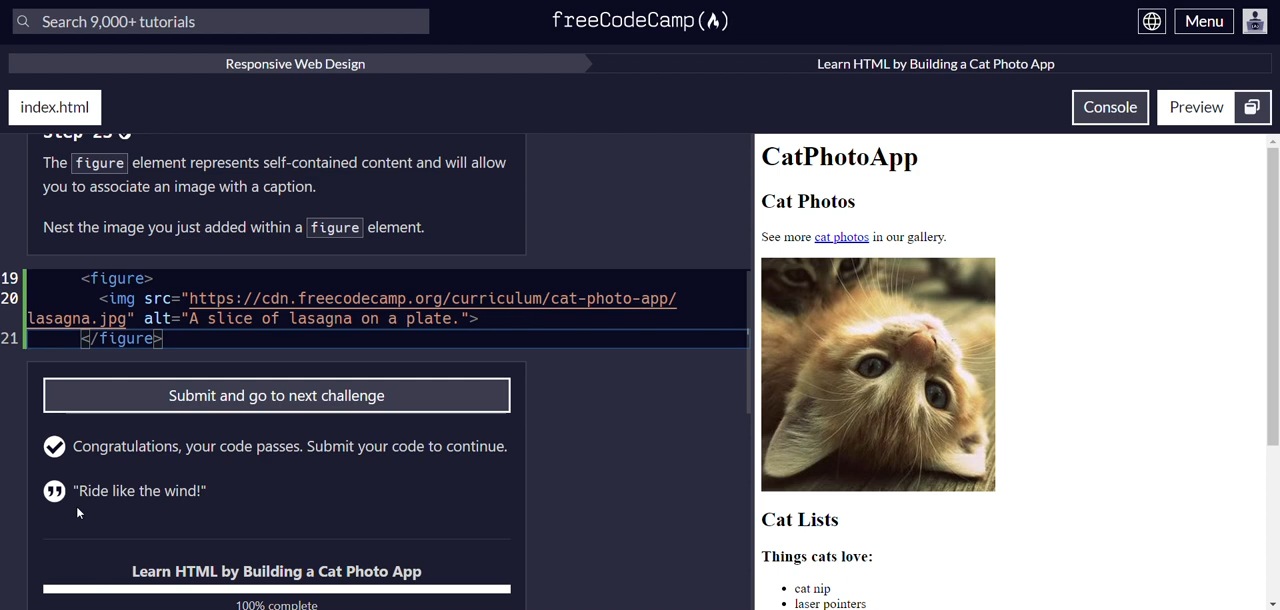 Search 9,000+ tutorials
freeCodeCamp(🔥)
Menu
Responsive Web Design
Learn HTML by Building a Cat Photo App
index.html
Console
Preview
Step 25
The figure element represents self-contained content and will allow
you to associate an image with a caption.
Nest the image you just added within a figure element.
19 <figure>
20 <img src="https://cdn.freecodecamp.org/curriculum/cat-photo-app/
lasagna.jpg" alt="A slice of lasagna on a plate.">
21 </figure>
Submit and go to next challenge
Congratulations, your code passes. Submit your code to continue.
"Ride like the wind!"
Learn HTML by Building a Cat Photo App
100% complete
CatPhotoApp
Cat Photos
See more cat photos in our gallery.
Cat Lists
Things cats love:
• cat nip
• laser pointers